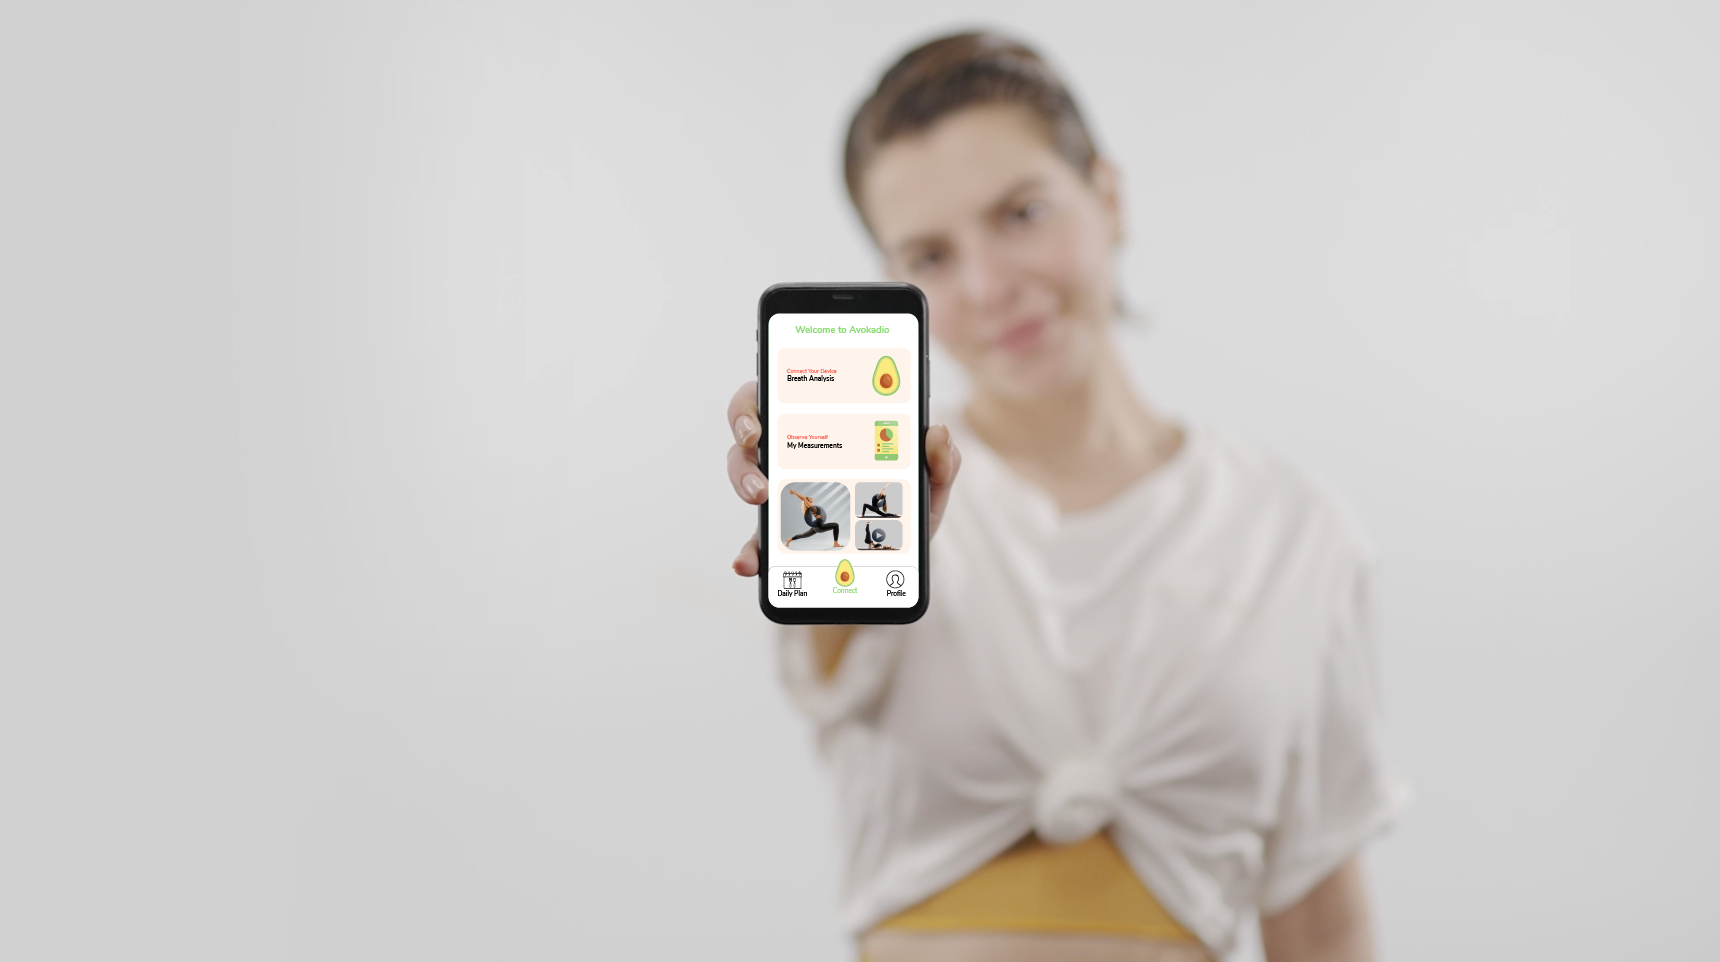 Welcome to Avokadio
Connect Your Device
Breath Analysis
Observe Yourself
My Measurements
Daily Plan
Connect
Profile